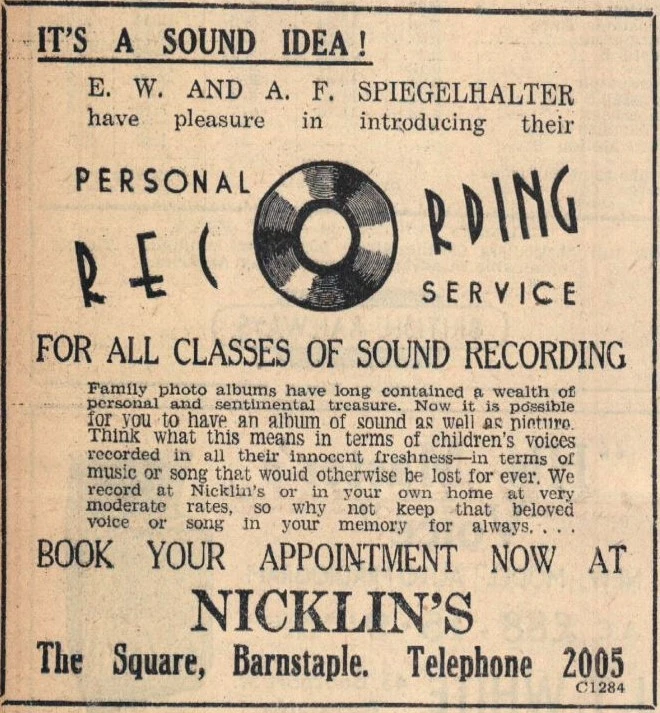 IT'S A SOUND IDEA!
E. W. AND A. F. SPIEGELHALTER
have pleasure in introducing their
PERSONAL
RECORDING
SERVICE
FOR ALL CLASSES OF SOUND RECORDING
Family photo albums have long contained a wealth of
personal and sentimental treasure. Now it is possible
for you to have an album of sound as well as picture.
Think what this means in terms of children's voices
recorded in all their innocent freshness—in terms of
music or song that would otherwise be lost for ever. We
record at Nicklin's or in your own home at very
moderate rates, so why not keep that beloved
voice or song in your memory for always. . . .
BOOK YOUR APPOINTMENT NOW AT
NICKLIN'S
The Square, Barnstaple. Telephone 2005
C1284